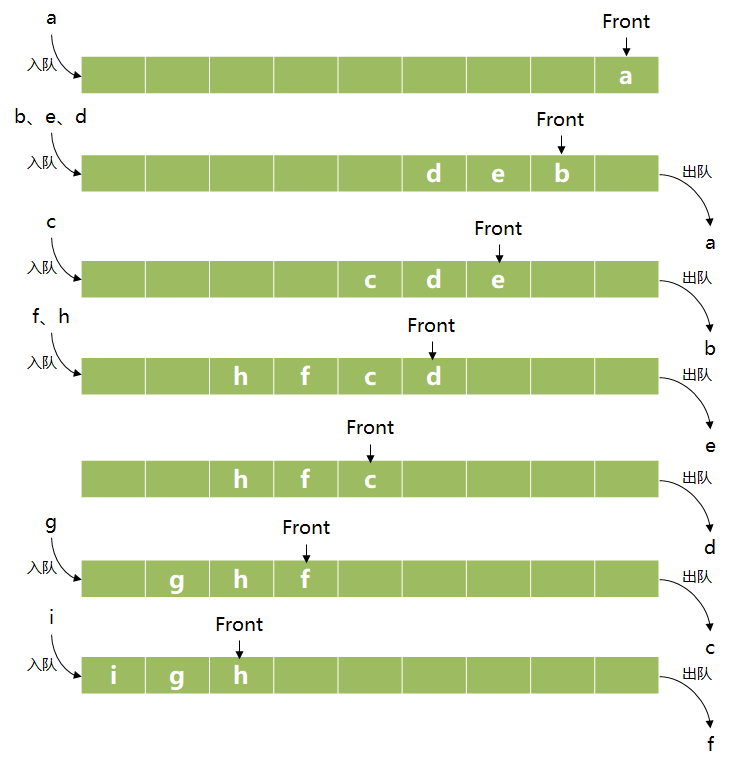 a
Front
入队
a
b、e、d
Front
入队
d e b
出队
a
c
Front
入队
c d e
出队
b
f、h
Front
入队
h f c d
出队
e
Front
h f c
出队
d
g
Front
入队
g h f
出队
c
i
Front
入队
i g h
出队
f